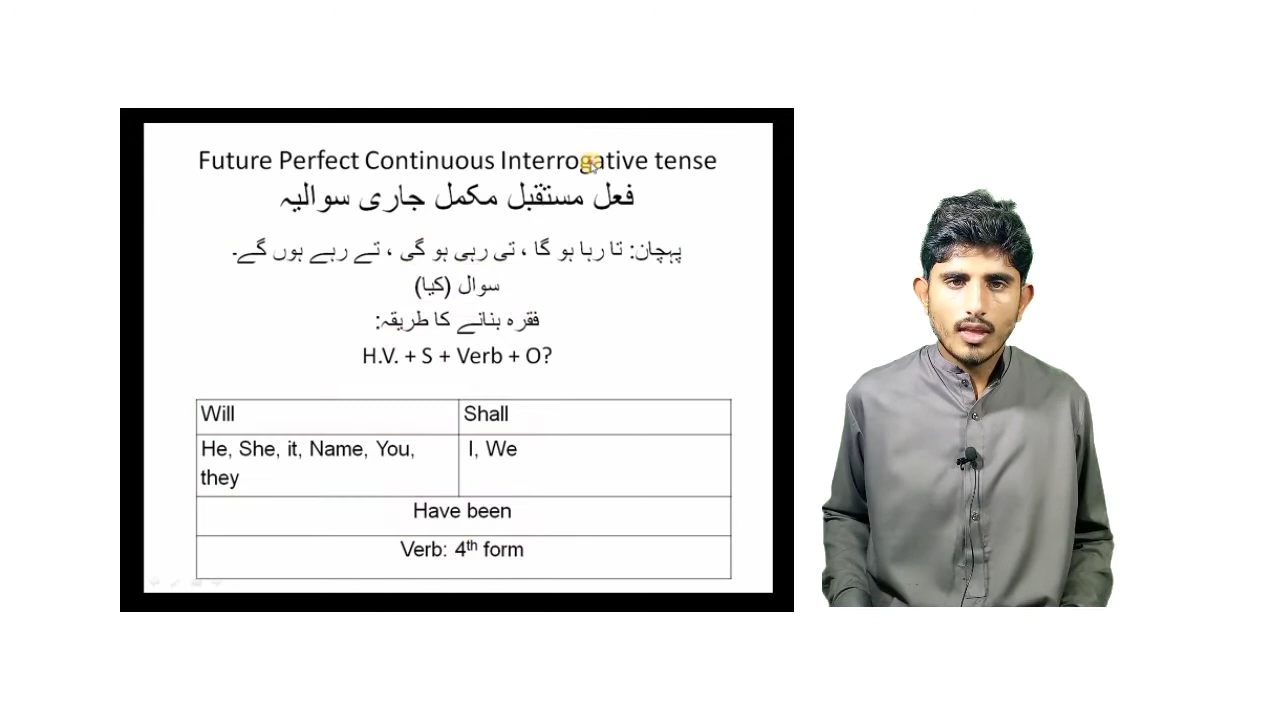 Future Perfect Continuous Interrogative tense
فعل مستقبل مکمل جاری سوالیہ
پہچان: تا رہا ہو گا ، تی رہی ہو گی ، تے رہے ہوں گے۔
سوال (کیا)
فقرہ بنانے کا طریقہ:
H.V. + S + Verb + O?
Will
Shall
He, She, it, Name, You,
they
I, We
Have been
Verb: 4th form